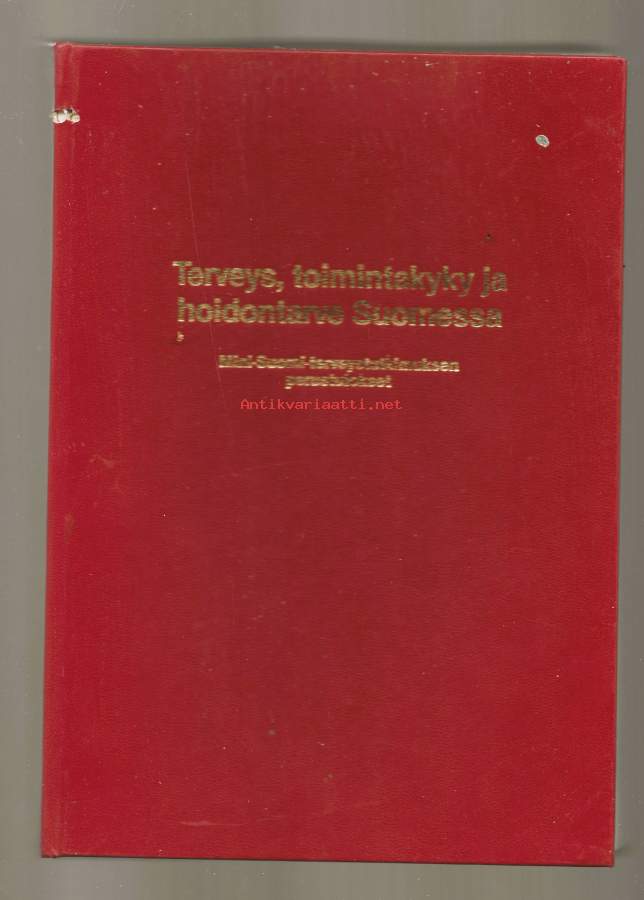 Terveys, toimintakyky ja
hoidontarve Suomessa
Mini-Suomi-terveystutkimuksen
perustulokset
Antikvariaatti.net